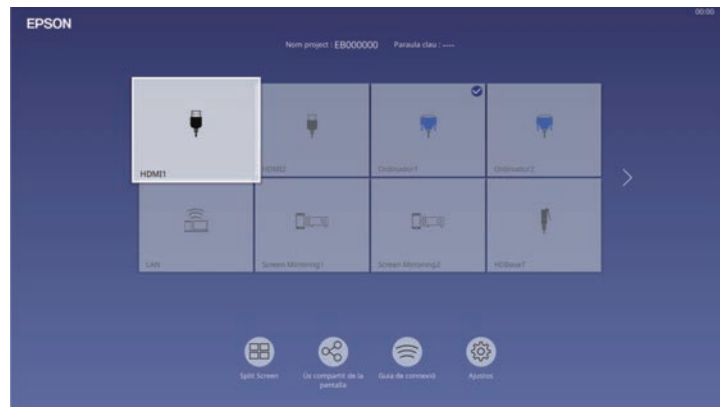 00:00
EPSON
Nom project : EB000000 Paraula clau : ----
HDMI1
HDMI2
Ordinador1
Ordinador2
LAN
Screen Mirroring1
Screen Mirroring2
HDBaseT
Split Screen
Ús compartit de la
pantalla
Guia de connexió
Ajustos